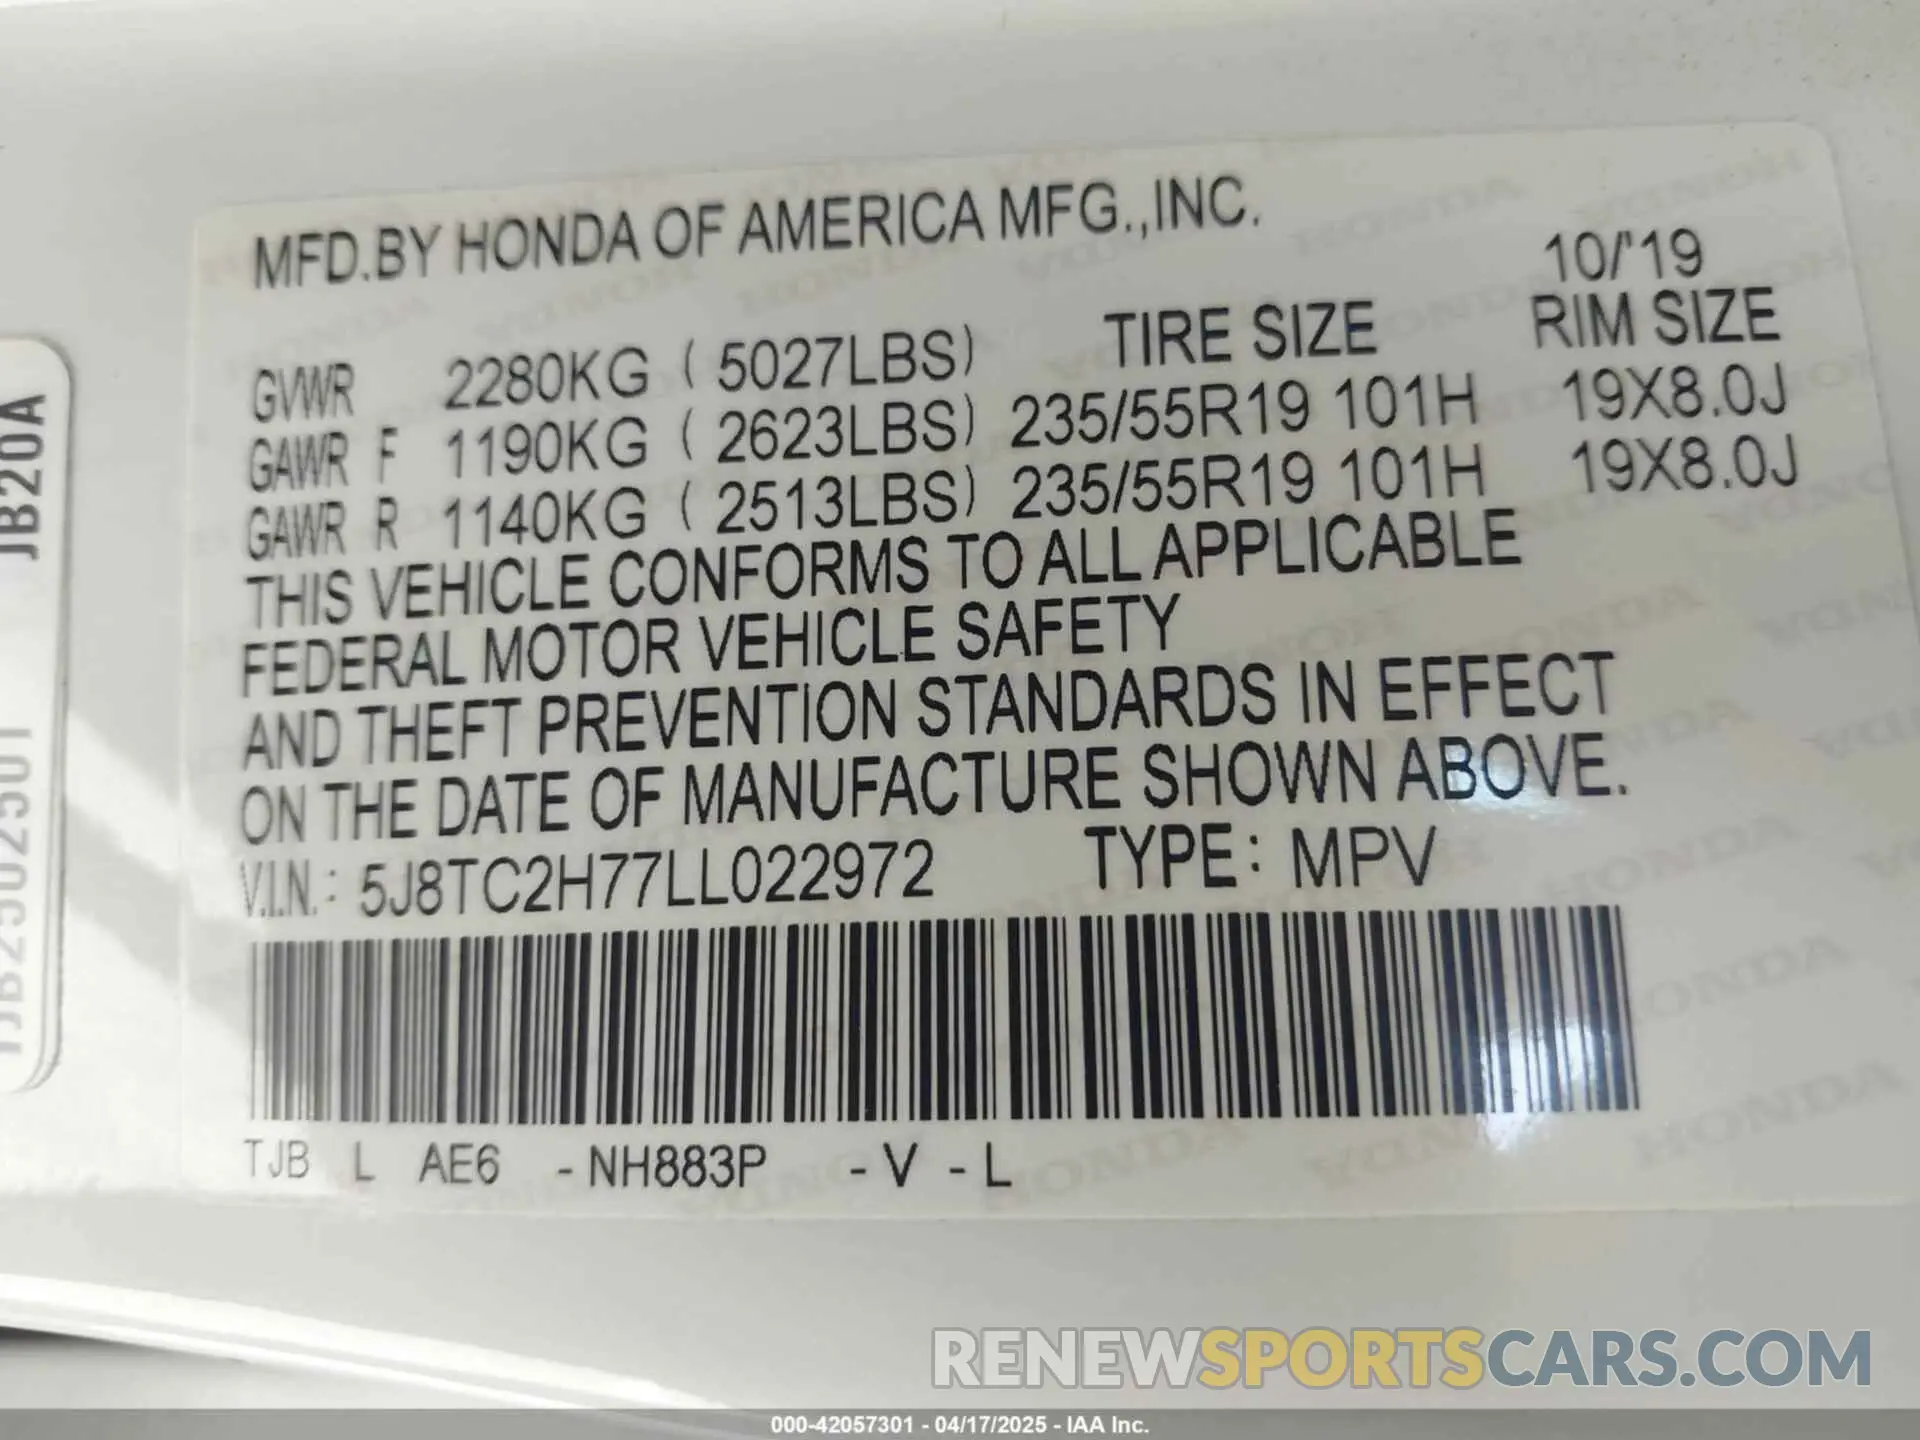 MFD.BY HONDA OF AMERICA MFG.,INC.
10/'19
GVWR 2280KG ( 5027LBS) TIRE SIZE RIM SIZE
GAWR F 1190KG ( 2623LBS) 235/55R19 101H 19X8.0J
GAWR R 1140KG ( 2513LBS) 235/55R19 101H 19X8.0J
THIS VEHICLE CONFORMS TO ALL APPLICABLE
FEDERAL MOTOR VEHICLE SAFETY
AND THEFT PREVENTION STANDARDS IN EFFECT
ON THE DATE OF MANUFACTURE SHOWN ABOVE.
V.I.N.: 5J8TC2H77LL022972 TYPE: MPV
TJB L AE6 -NH883P -V -L
JB20A
RENEWSPORTSCARS.COM
000-42057301 - 04/17/2025 - IAA Inc.